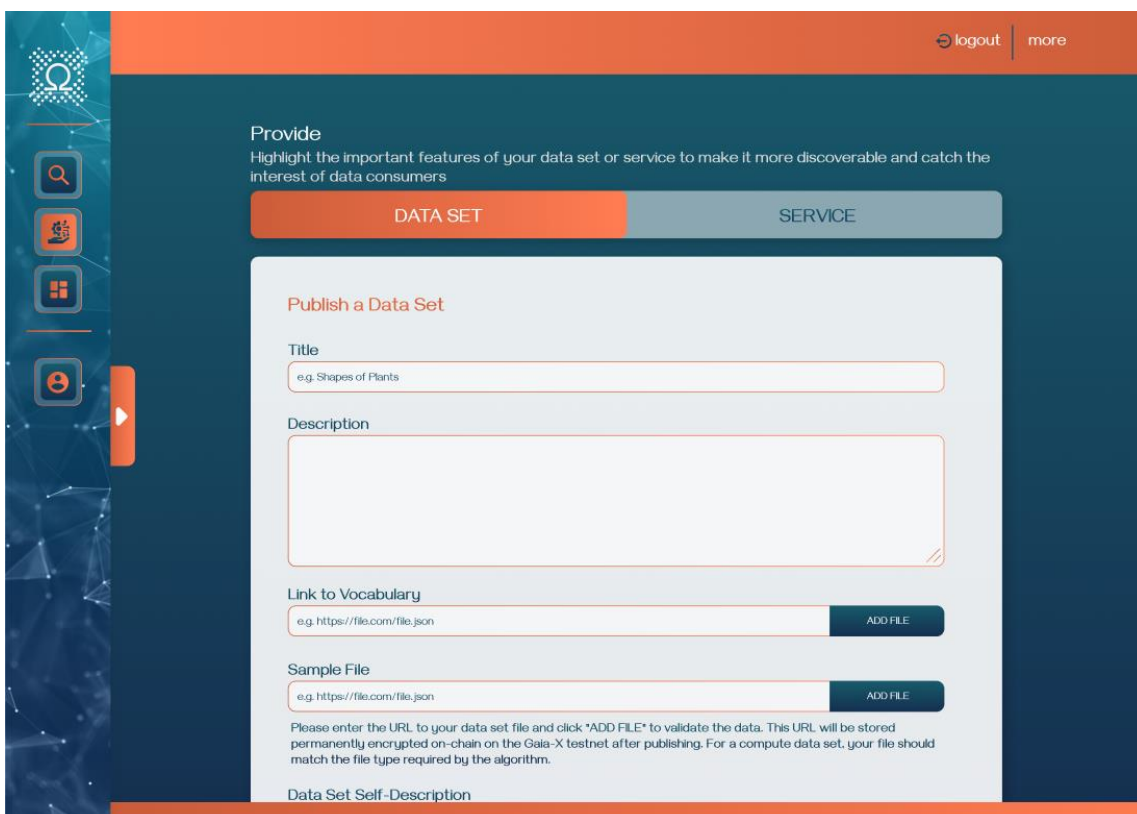 Ω
logout
more
Provide
Highlight the important features of your data set or service to make it more discoverable and catch the
interest of data consumers
DATA SET
SERVICE
Publish a Data Set
Title
e.g. Shapes of Plants
Description
Link to Vocabulary
e.g. https://file.com/file.json
ADD FILE
Sample File
e.g. https://file.com/file.json
ADD FILE
Please enter the URL to your data set file and click "ADD FILE" to validate the data. This URL will be stored
permanently encrypted on-chain on the Gaia-X testnet after publishing. For a compute data set, your file should
match the file type required by the algorithm.
Data Set Self-Description